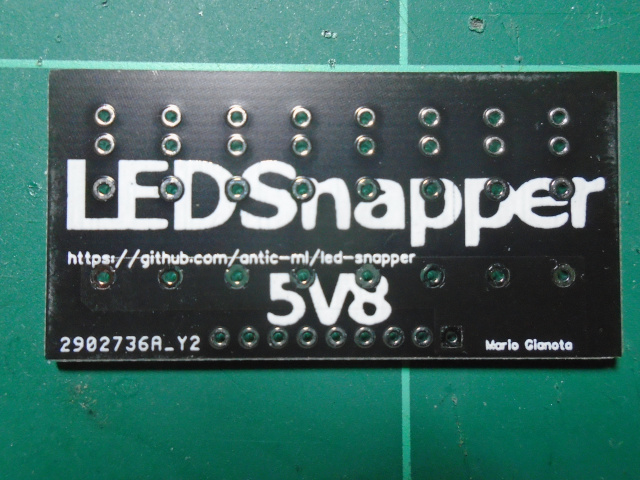 LEDSnapper
https://github.com/antic-ml/led-snapper
5V8
2902736A_Y2
Mario Gianota